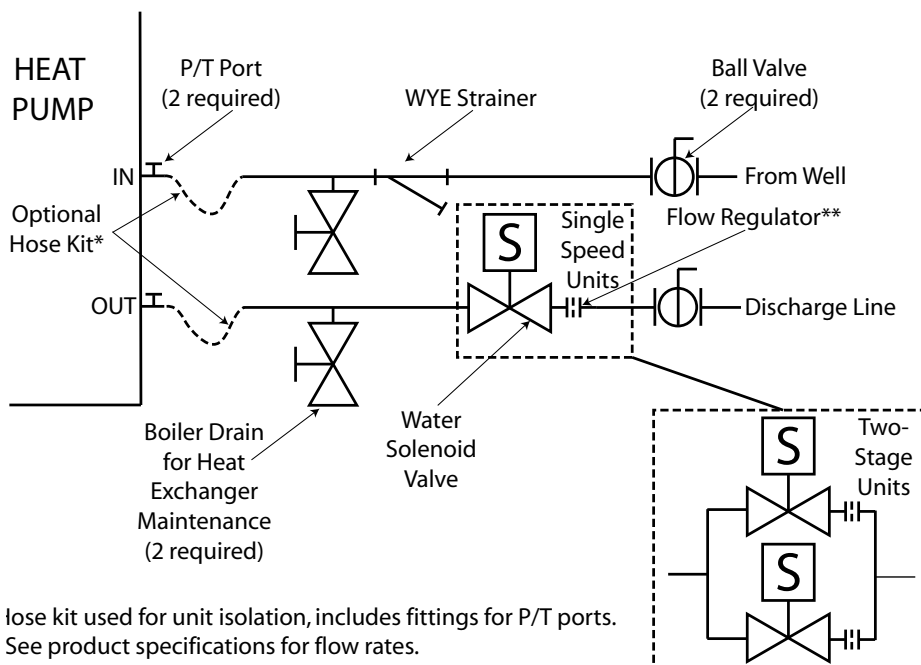 HEAT
PUMP
P/T Port
(2 required)
WYE Strainer
Ball Valve
(2 required)
IN
From Well
Optional
Hose Kit*
S
Single
Speed
Units
Flow Regulator**
OUT
Discharge Line
Boiler Drain
for Heat
Exchanger
Maintenance
(2 required)
Water
Solenoid
Valve
S
Two-
Stage
Units
S
kit used for unit isolation, includes fittings for P/T ports.
See product specifications for flow rates.